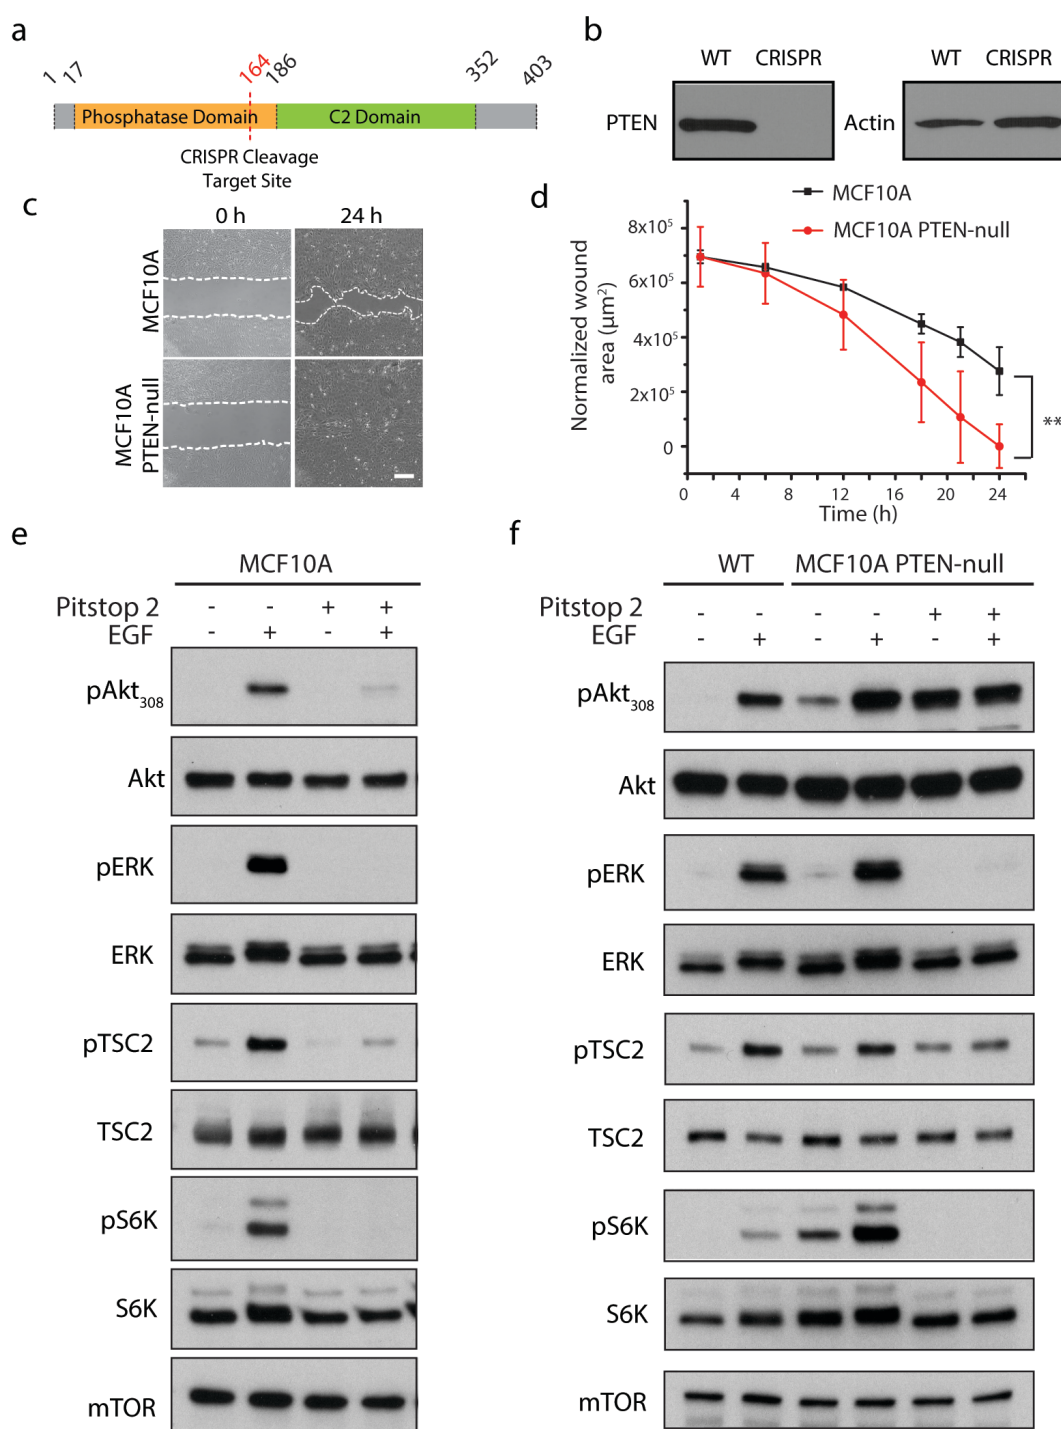 a
1 17 164 186 352 403
Phosphatase Domain C2 Domain
CRISPR Cleavage
Target Site
b
WT CRISPR WT CRISPR
PTEN Actin
c
0 h 24 h
MCF10A
MCF10A
PTEN-null
d
MCF10A
MCF10A PTEN-null
Normalized wound
area (µm²)
8x10⁵
6x10⁵
4x10⁵
2x10⁵
0
**
0 4 8 12 16 20 24
Time (h)
e
MCF10A
Pitstop 2 - - + +
EGF - + - +
pAkt₃₀₈
Akt
pERK
ERK
pTSC2
TSC2
pS6K
S6K
mTOR
f
WT MCF10A PTEN-null
Pitstop 2 - - - - + +
EGF - + - + - +
pAkt₃₀₈
Akt
pERK
ERK
pTSC2
TSC2
pS6K
S6K
mTOR